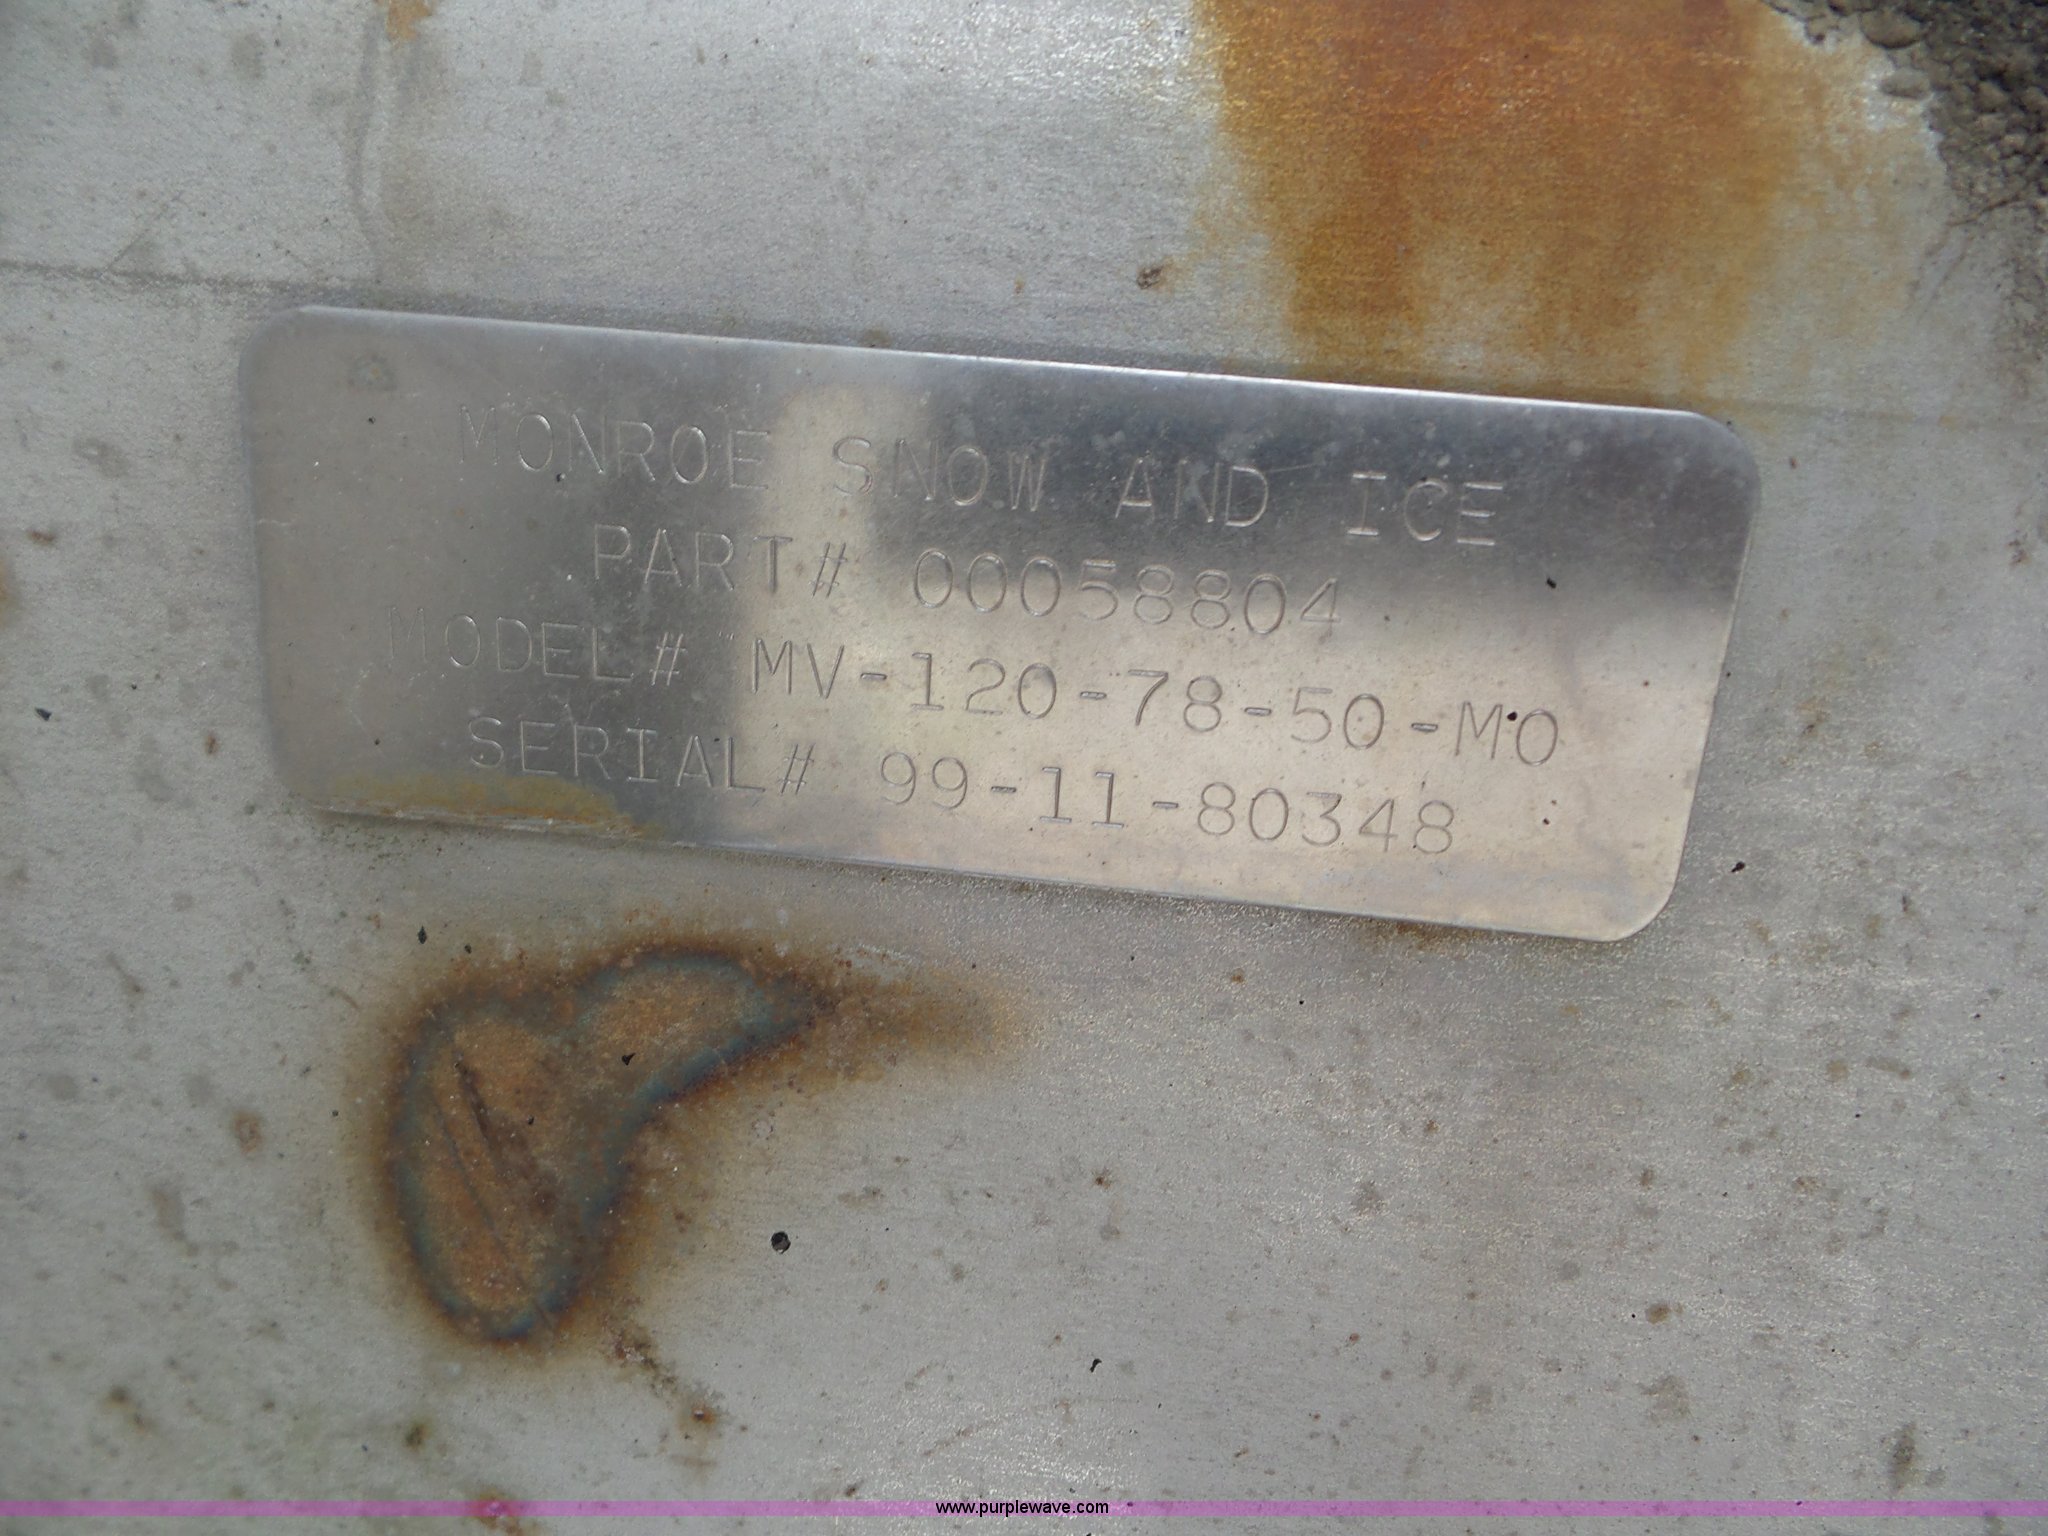 MONROE SNOW AND ICE
PART# 00058804
MODEL# MV-120-78-50-MO
SERIAL# 99-11-80348
www.purplewave.com